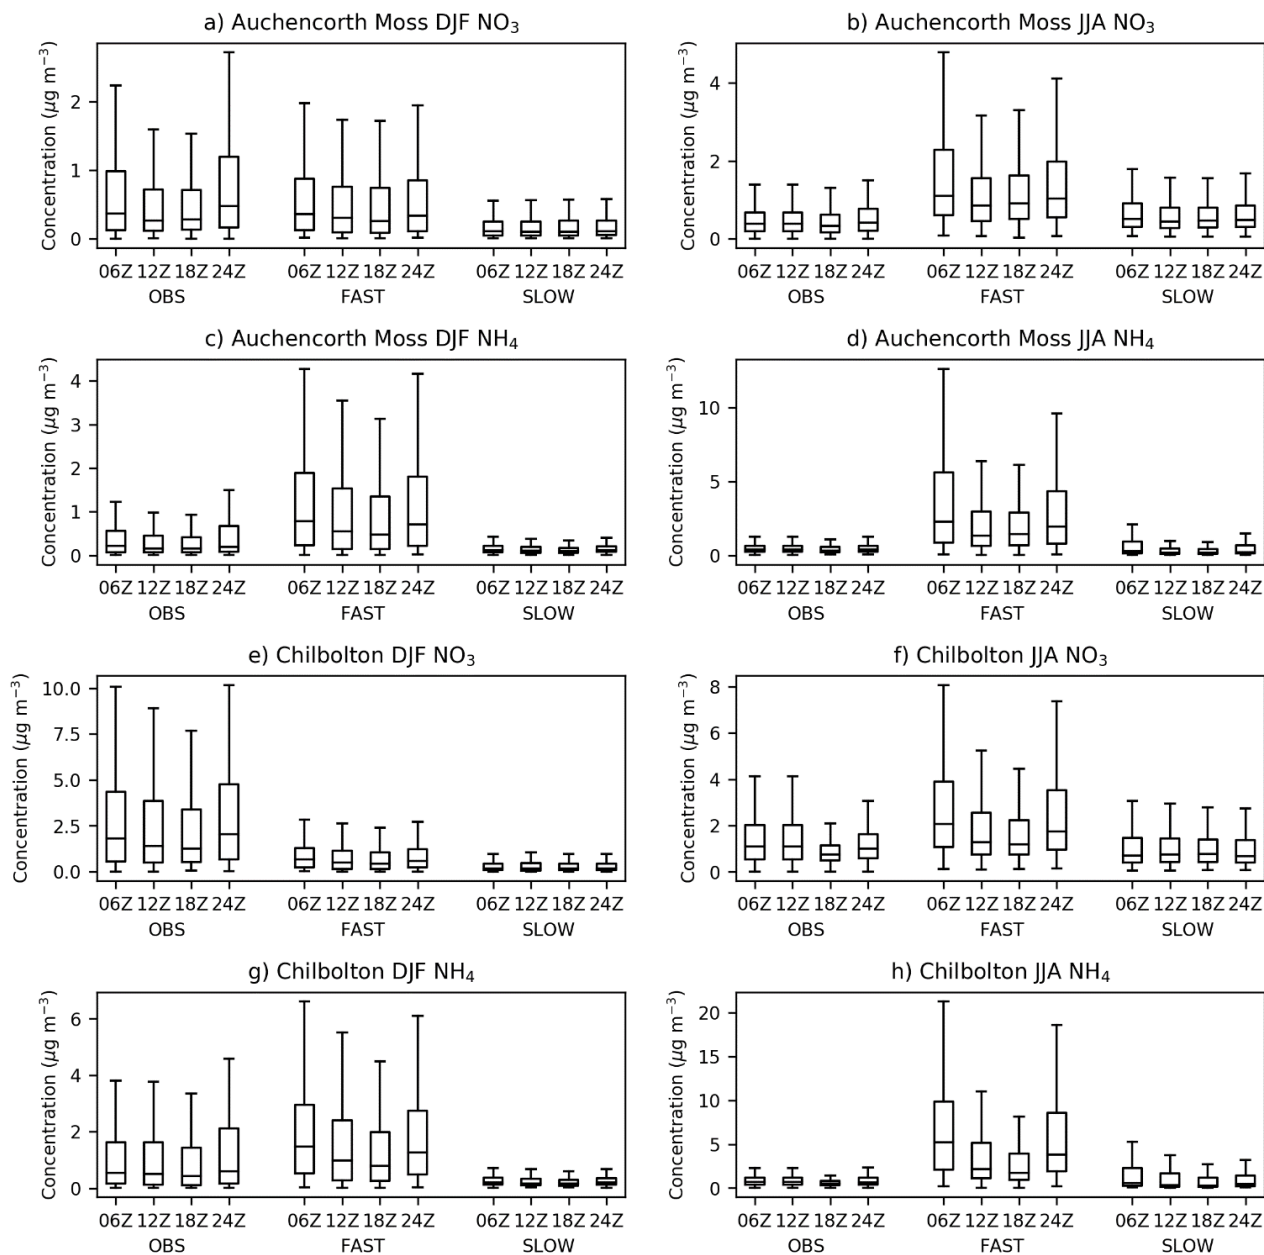 a) Auchencorth Moss DJF NO₃
Concentration (μg m⁻³)
2
1
0
06Z 12Z 18Z 24Z 06Z 12Z 18Z 24Z 06Z 12Z 18Z 24Z
OBS FAST SLOW
b) Auchencorth Moss JJA NO₃
Concentration (μg m⁻³)
4
2
0
06Z 12Z 18Z 24Z 06Z 12Z 18Z 24Z 06Z 12Z 18Z 24Z
OBS FAST SLOW
c) Auchencorth Moss DJF NH₄
Concentration (μg m⁻³)
4
3
2
1
0
06Z 12Z 18Z 24Z 06Z 12Z 18Z 24Z 06Z 12Z 18Z 24Z
OBS FAST SLOW
d) Auchencorth Moss JJA NH₄
Concentration (μg m⁻³)
10
5
0
06Z 12Z 18Z 24Z 06Z 12Z 18Z 24Z 06Z 12Z 18Z 24Z
OBS FAST SLOW
e) Chilbolton DJF NO₃
Concentration (μg m⁻³)
10.0
7.5
5.0
2.5
0.0
06Z 12Z 18Z 24Z 06Z 12Z 18Z 24Z 06Z 12Z 18Z 24Z
OBS FAST SLOW
f) Chilbolton JJA NO₃
Concentration (μg m⁻³)
8
6
4
2
0
06Z 12Z 18Z 24Z 06Z 12Z 18Z 24Z 06Z 12Z 18Z 24Z
OBS FAST SLOW
g) Chilbolton DJF NH₄
Concentration (μg m⁻³)
6
4
2
0
06Z 12Z 18Z 24Z 06Z 12Z 18Z 24Z 06Z 12Z 18Z 24Z
OBS FAST SLOW
h) Chilbolton JJA NH₄
Concentration (μg m⁻³)
20
15
10
5
0
06Z 12Z 18Z 24Z 06Z 12Z 18Z 24Z 06Z 12Z 18Z 24Z
OBS FAST SLOW